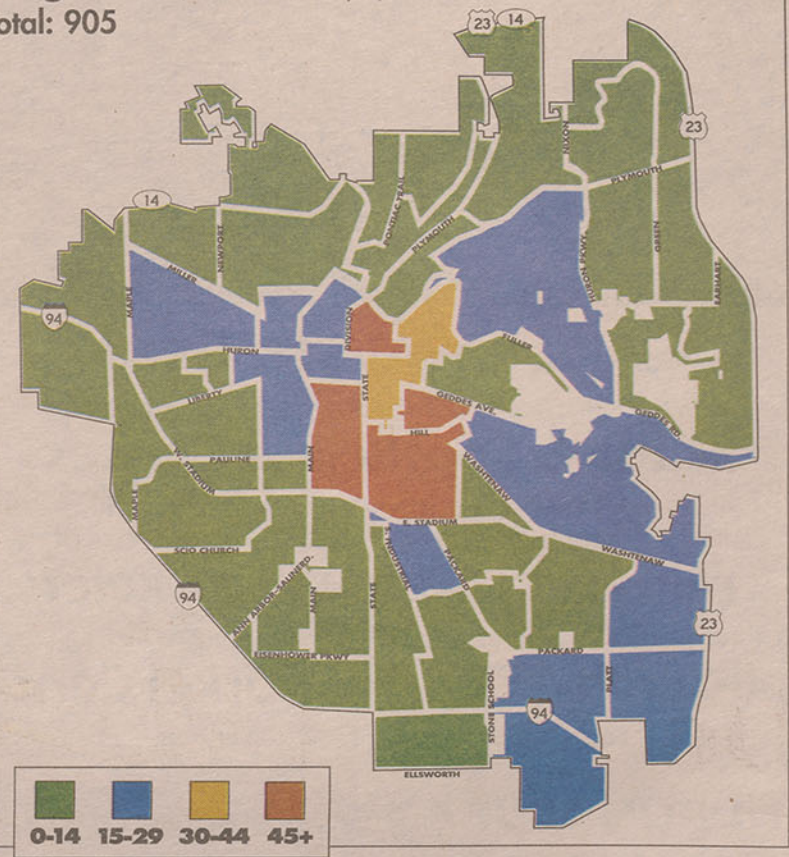 otal: 905
23 14
23
NIXON
PLYMOUTH
14
PONTIAC TRAIL
PLYMOUTH
NEWPORT
GREEN
HURON PKWY
EARHART
MILLER
MAPLE
94
DIVISION
HURON
FULLER
STATE
LIBERTY
GEDDES AVE.
GEDDES RD.
HILL
W. STADIUM
PAULINE
MAIN
WASHTENAW
MAPLE
E. STADIUM
SCIO CHURCH
S. INDUSTRIAL
PACKARD
WASHTENAW
94
ANN ARBOR-SALINE RD.
MAIN
STATE
23
EISENHOWER PKWY
PACKARD
PLATT
STONE SCHOOL
94
ELLSWORTH
0-14 15-29 30-44 45+